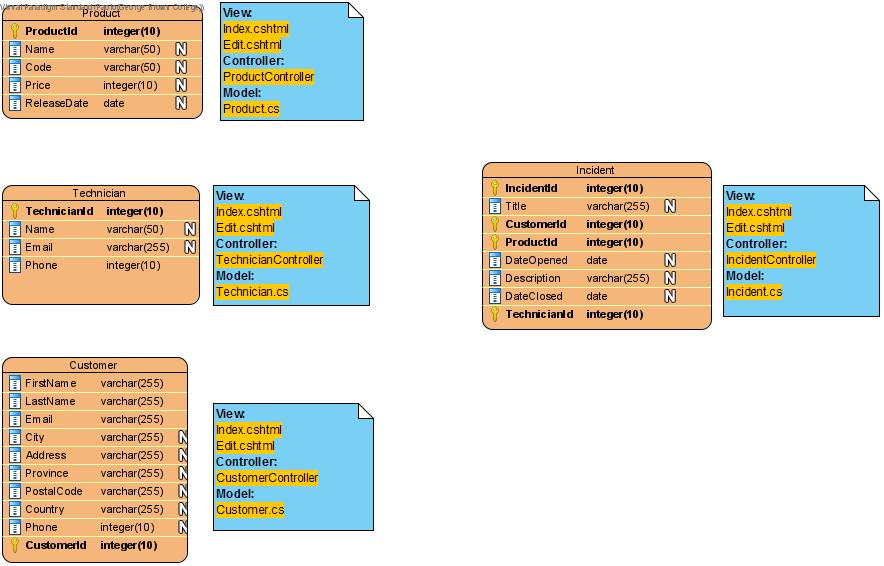 Visual Paradigm Standard
Product
ProductId integer(10)
Name varchar(50) N
Code varchar(50) N
Price integer(10) N
ReleaseDate date N
View:
Index.cshtml
Edit.cshtml
Controller:
ProductController
Model:
Product.cs
Technician
TechnicianId integer(10)
Name varchar(50) N
Email varchar(255) N
Phone integer(10)
View:
Index.cshtml
Edit.cshtml
Controller:
TechnicianController
Model:
Technician.cs
Incident
IncidentId integer(10)
Title varchar(255) N
CustomerId integer(10)
ProductId integer(10)
DateOpened date N
Description varchar(255) N
DateClosed date N
TechnicianId integer(10)
View:
Index.cshtml
Edit.cshtml
Controller:
IncidentController
Model:
Incident.cs
Customer
FirstName varchar(255)
LastName varchar(255)
Email varchar(255)
City varchar(255) N
Address varchar(255) N
Province varchar(255) N
PostalCode varchar(255) N
Country varchar(255) N
Phone integer(10) N
CustomerId integer(10)
View:
Index.cshtml
Edit.cshtml
Controller:
CustomerController
Model:
Customer.cs